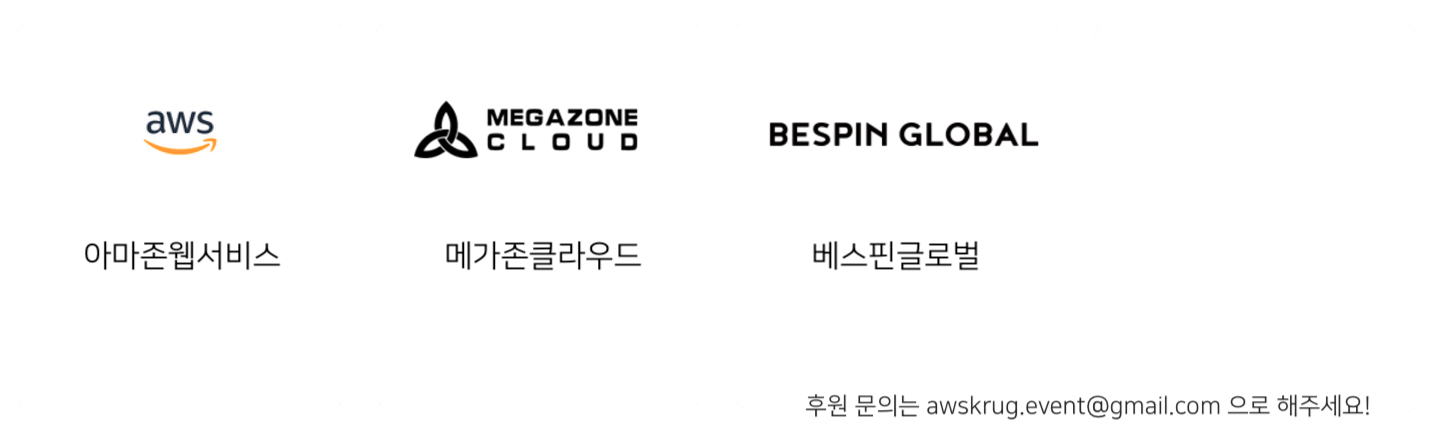 aws
MEGAZONE
CLOUD
BESPIN GLOBAL
아마존웹서비스
메가존클라우드
베스핀글로벌
후원 문의는 awskrug.event@gmail.com 으로 해주세요!